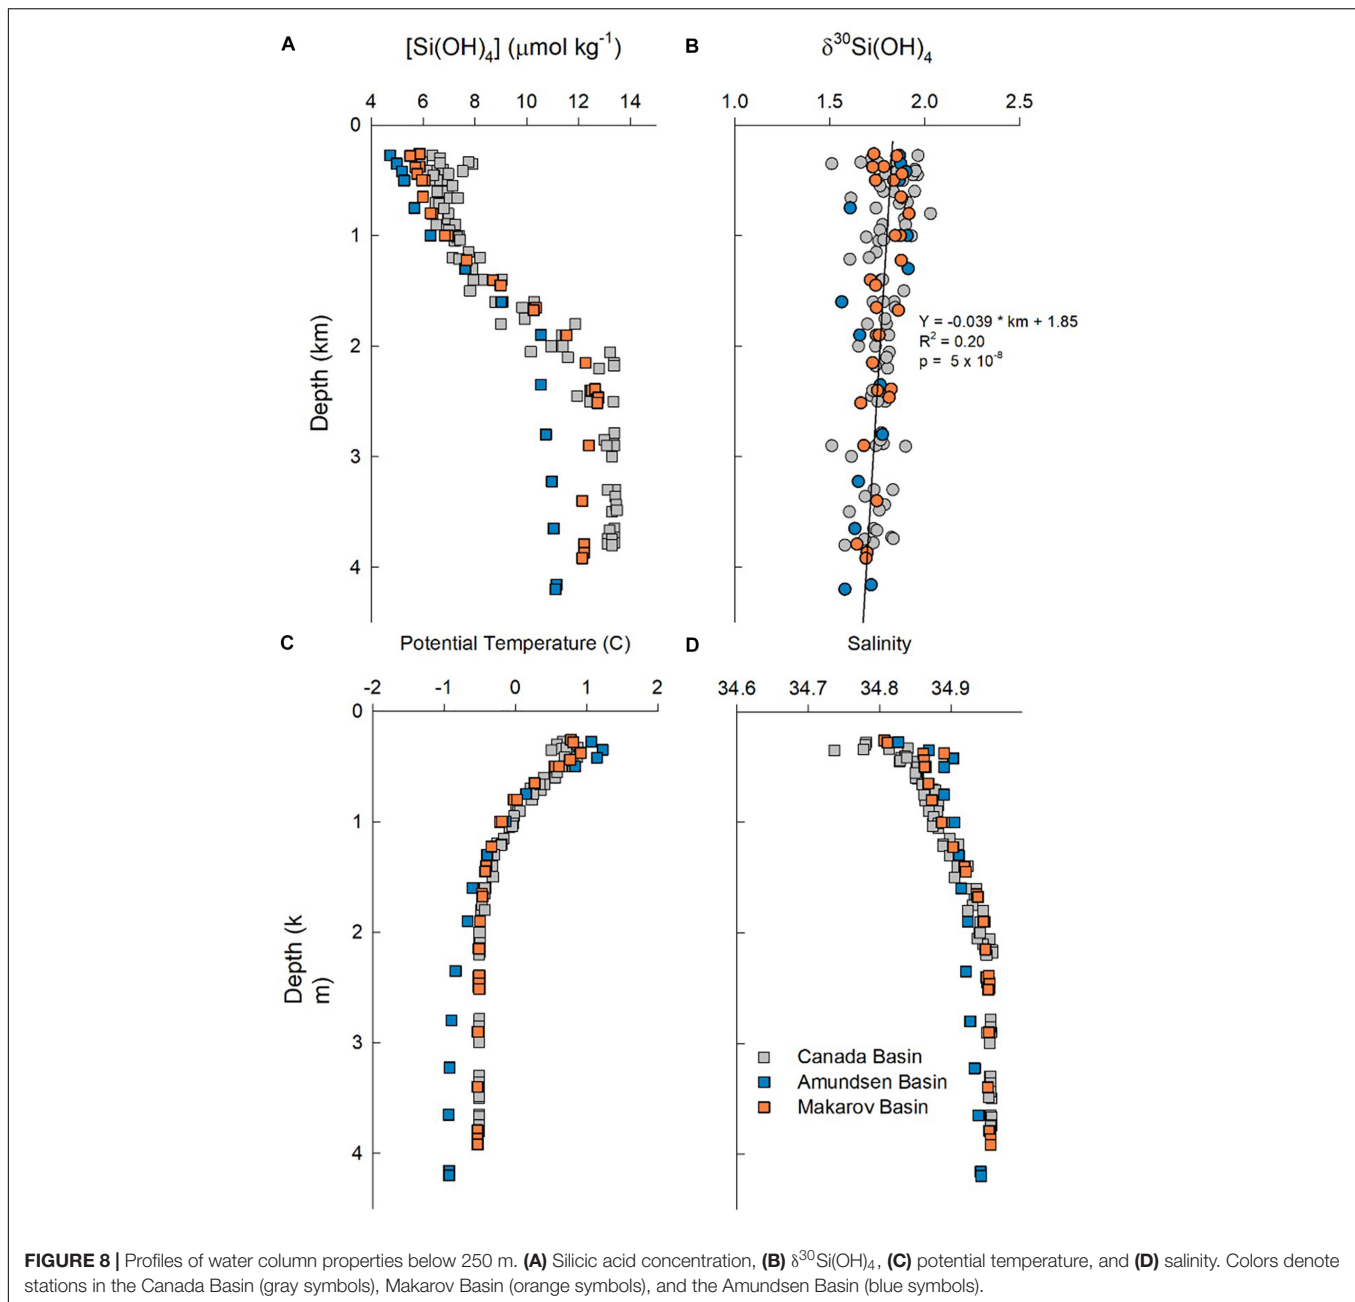 A [Si(OH)4] (μmol kg-1) B δ30Si(OH)4
4 6 8 10 12 14 1.0 1.5 2.0 2.5
0
1
2
3
4
Depth (km)
Y = -0.039 * km + 1.85
R2 = 0.20
p = 5 x 10-8
C Potential Temperature (C) D Salinity
-2 -1 0 1 2 34.6 34.7 34.8 34.9
0
1
2
3
4
Depth (k
m)
Canada Basin
Amundsen Basin
Makarov Basin
FIGURE 8 | Profiles of water column properties below 250 m. (A) Silicic acid concentration, (B) δ30Si(OH)4, (C) potential temperature, and (D) salinity. Colors denote
stations in the Canada Basin (gray symbols), Makarov Basin (orange symbols), and the Amundsen Basin (blue symbols).